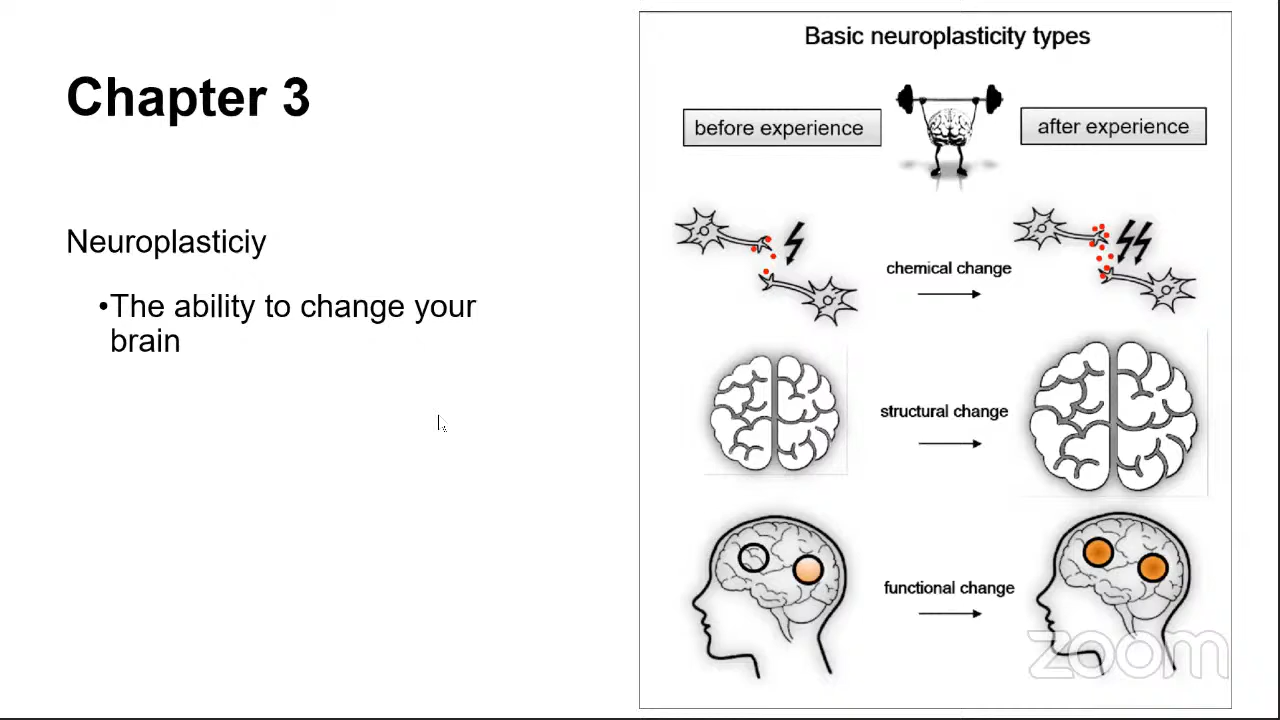 Chapter 3
Neuroplasticiy
•The ability to change your
brain
Basic neuroplasticity types
before experience
after experience
chemical change
structural change
functional change
zoom